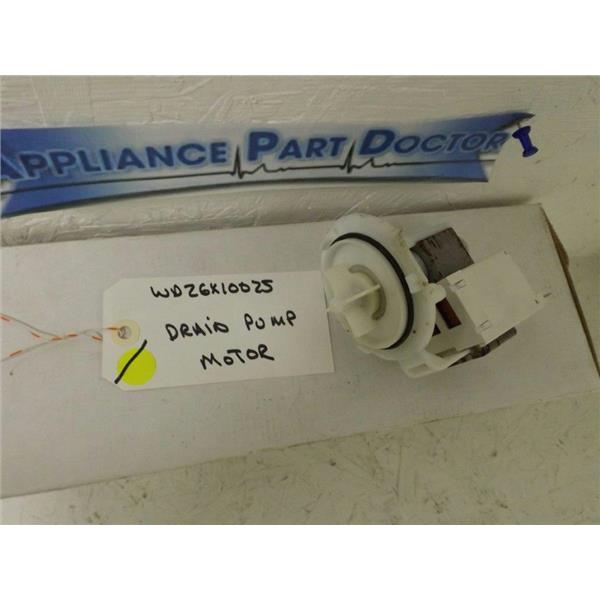 APPLIANCE PART DOCTOR
WD26X10025
DRAIN PUMP
MOTOR